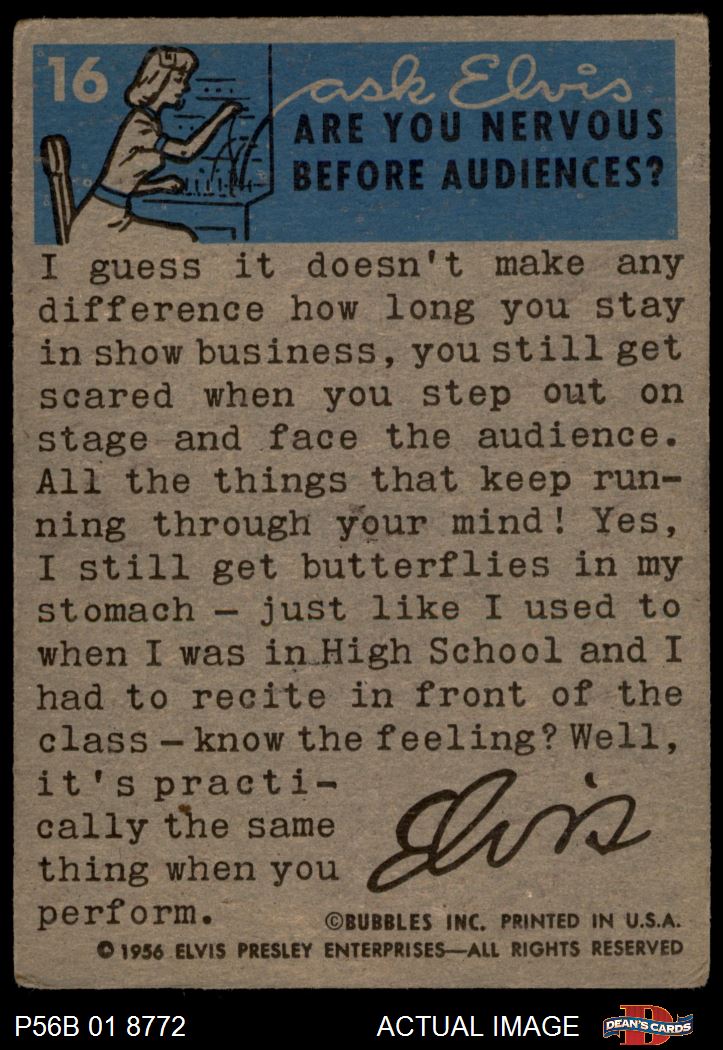 16
ask Elvis
ARE YOU NERVOUS
BEFORE AUDIENCES?
I guess it doesn't make any
difference how long you stay
in show business, you still get
scared when you step out on
stage and face the audience.
All the things that keep run-
ning through your mind! Yes,
I still get butterflies in my
stomach — just like I used to
when I was in High School and I
had to recite in front of the
class — know the feeling? Well,
it's practi-
cally the same
thing when you
perform.
Elvis
©BUBBLES INC. PRINTED IN U.S.A.
© 1956 ELVIS PRESLEY ENTERPRISES—ALL RIGHTS RESERVED
P56B 01 8772
ACTUAL IMAGE
D
DEAN'S CARDS